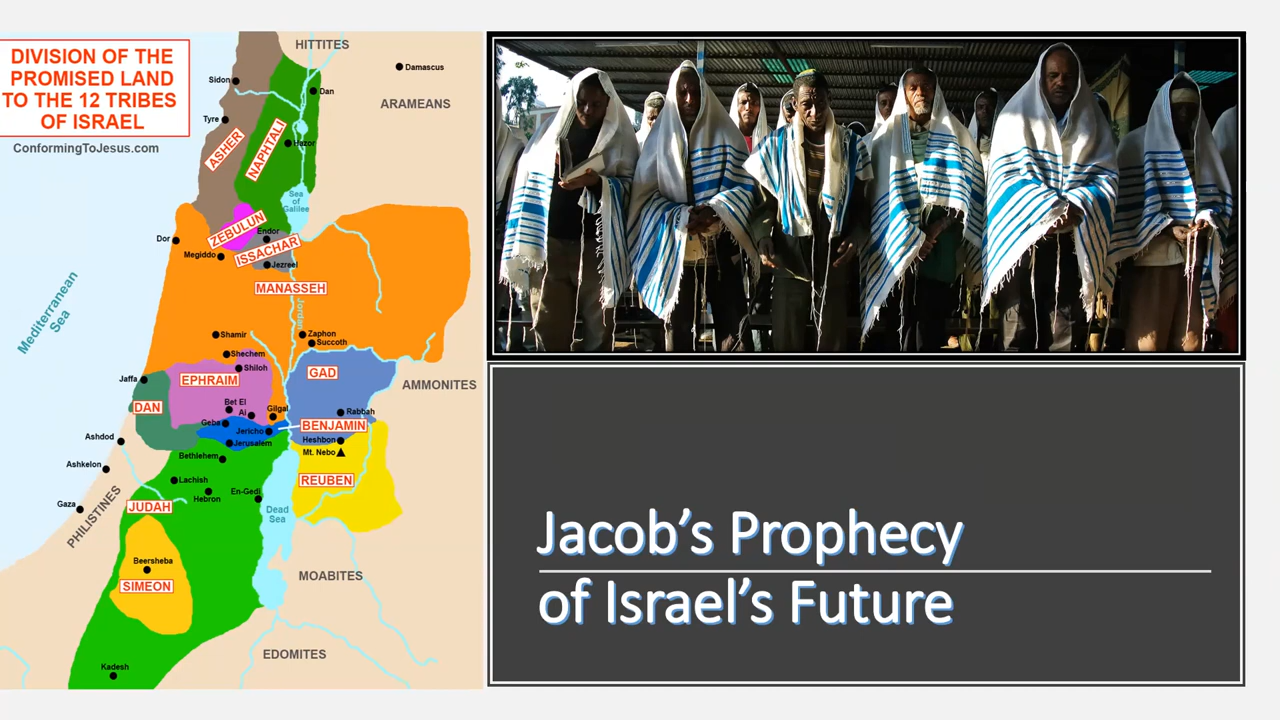 DIVISION OF THE
PROMISED LAND
TO THE 12 TRIBES
OF ISRAEL
ConformingToJesus.com
HITTITES
Damascus
Sidon
Dan
ARAMEANS
Tyre
ASHER
NAPHTALI
Hazor
Sea
of
Galilee
ZEBULUN
Endor
Dor
ISSACHAR
Megiddo
Jezreel
MANASSEH
Mediterranean
Sea
Jordan
Shamir
Zaphon
Succoth
Shechem
Shiloh
GAD
Jaffa
EPHRAIM
AMMONITES
DAN
Bet El
Ai
Gilgal
Rabbah
Geba
Jericho
BENJAMIN
Ashdod
Jerusalem
Heshbon
Mt. Nebo
Bethlehem
Ashkelon
Lachish
REUBEN
Hebron
En-Gedi
Gaza
PHILISTINES
JUDAH
Dead
Sea
Beersheba
SIMEON
MOABITES
EDOMITES
Kadesh
Jacob’s Prophecy
of Israel’s Future